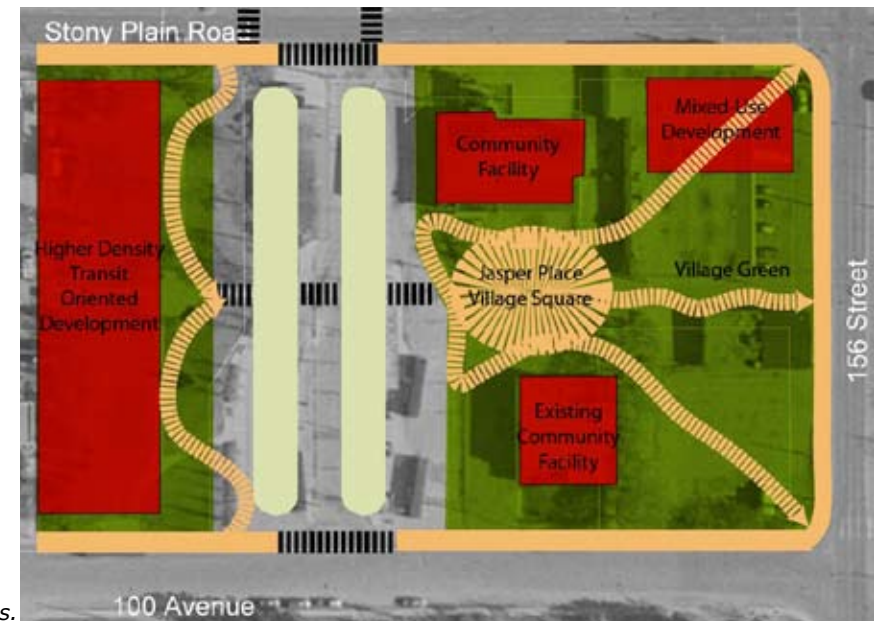 Stony Plain Road
Mixed-Use
Development
Community
Facility
Higher Density
Transit
Oriented
Development
Jasper Place
Village Square
Village Green
156 Street
Existing
Community
Facility
100 Avenue
s.